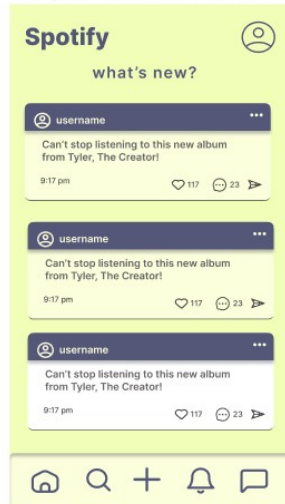 Spotify
what's new?
username
Can't stop listening to this new album
from Tyler, The Creator!
9:17 pm
117
23
username
Can't stop listening to this new album
from Tyler, The Creator!
9:17 pm
117
23
username
Can't stop listening to this new album
from Tyler, The Creator!
9:17 pm
117
23